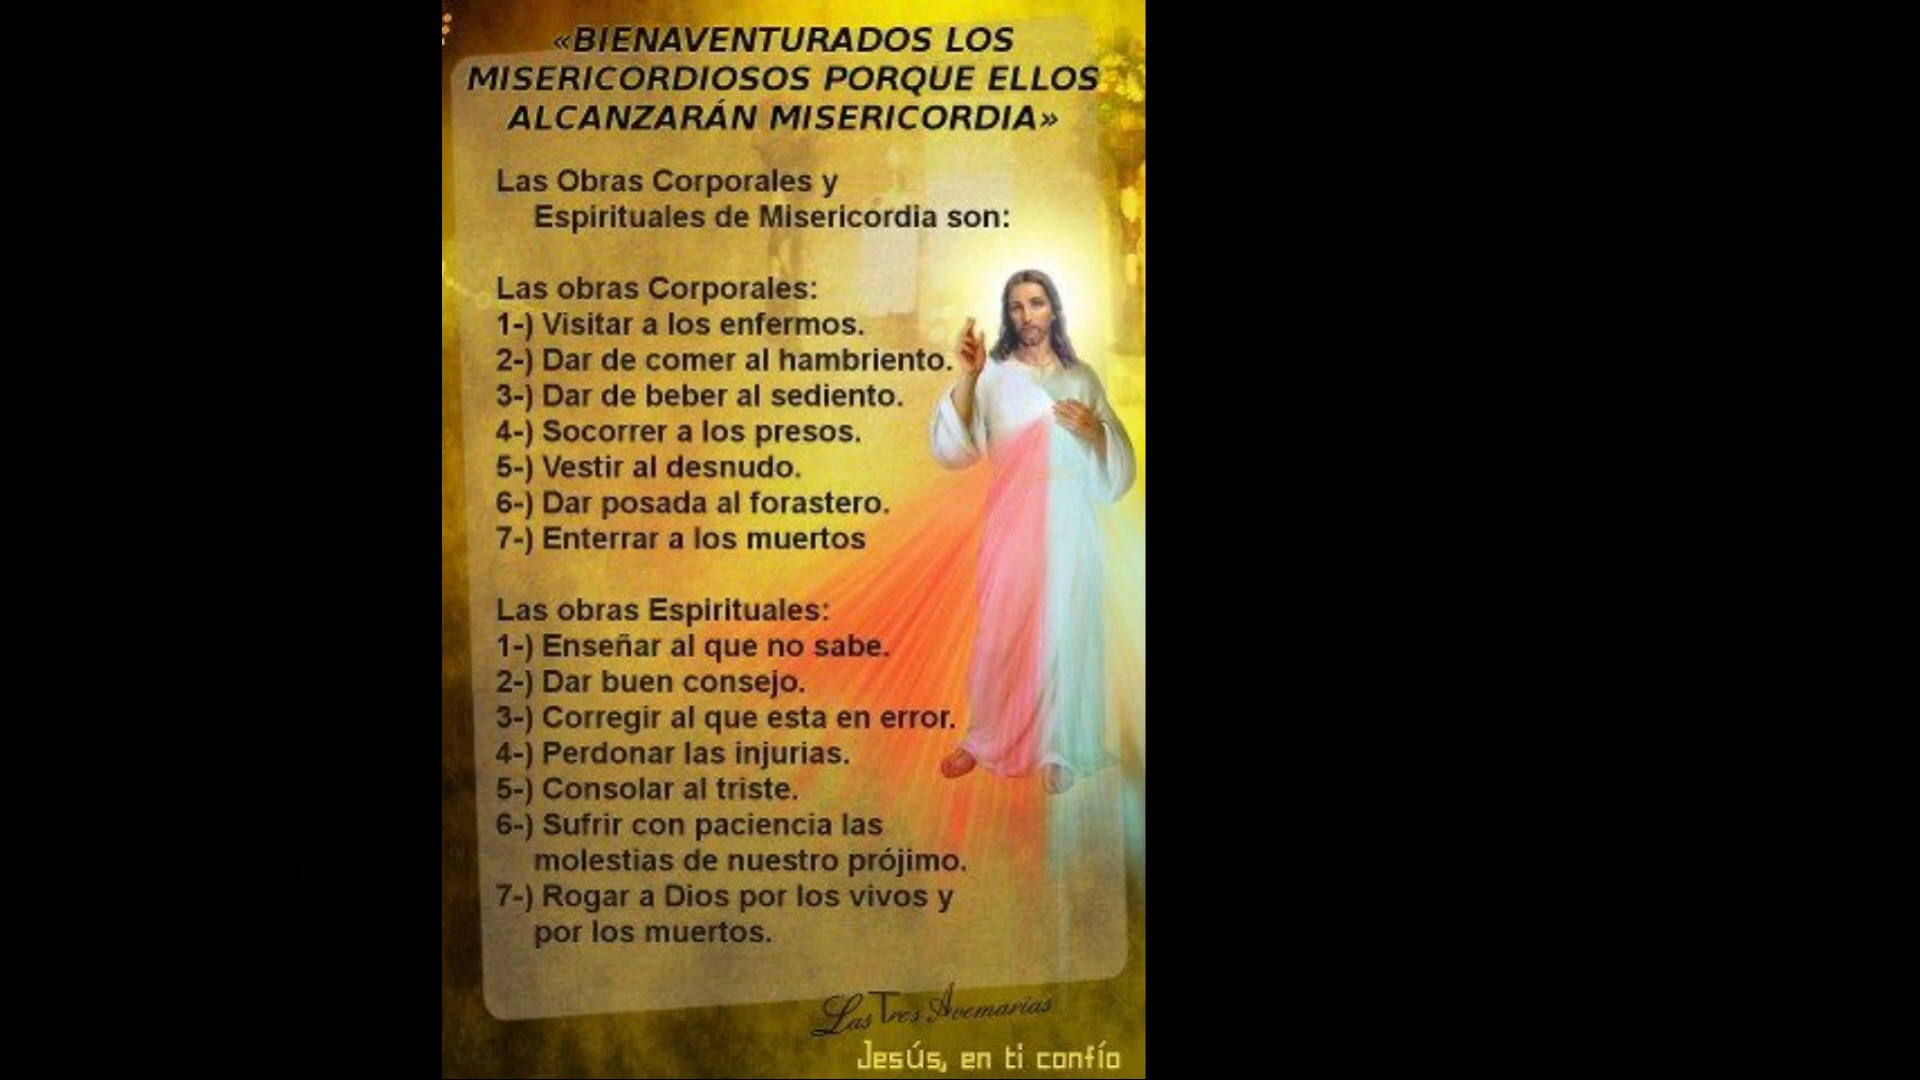 «BIENAVENTURADOS LOS
MISERICORDIOSOS PORQUE ELLOS
ALCANZARÁN MISERICORDIA»
Las Obras Corporales y
Espirituales de Misericordia son:
Las obras Corporales:
1-) Visitar a los enfermos.
2-) Dar de comer al hambriento.
3-) Dar de beber al sediento.
4-) Socorrer a los presos.
5-) Vestir al desnudo.
6-) Dar posada al forastero.
7-) Enterrar a los muertos
Las obras Espirituales:
1-) Enseñar al que no sabe.
2-) Dar buen consejo.
3-) Corregir al que esta en error.
4-) Perdonar las injurias.
5-) Consolar al triste.
6-) Sufrir con paciencia las
molestias de nuestro prójimo.
7-) Rogar a Dios por los vivos y
por los muertos.
Las Tres Avemarías
Jesús, en ti confío